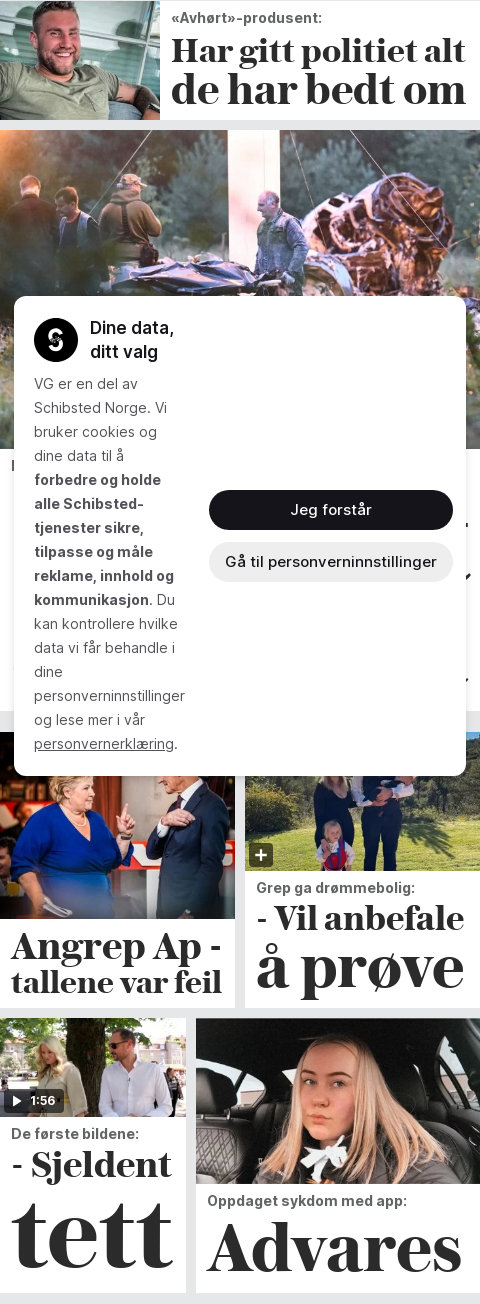 «Avhørt»-produsent:
Har gitt politiet alt
de har bedt om
Dine data,
ditt valg
VG er en del av
Schibsted Norge. Vi
bruker cookies og
dine data til å
forbedre og holde
alle Schibsted-
tjenester sikre,
tilpasse og måle
reklame, innhold og
kommunikasjon. Du
kan kontrollere hvilke
data vi får behandle i
dine
personverninnstillinger
og lese mer i vår
personvernerklæring.
Jeg forstår
Gå til personverninnstillinger
Angrep Ap -
tallene var feil
Grep ga drømmebolig:
- Vil anbefale
å prøve
1:56
De første bildene:
- Sjeldent
tett
Oppdaget sykdom med app:
Advares